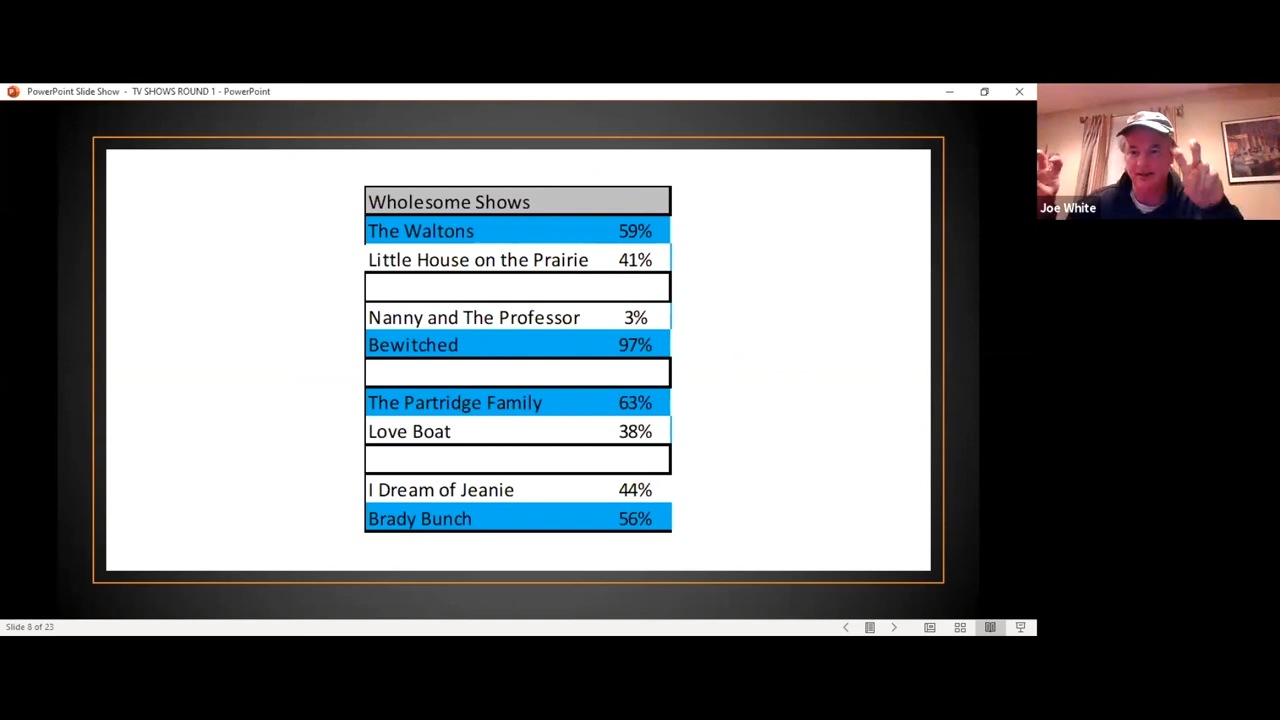 PowerPoint Slide Show - TV SHOWS ROUND 1 - PowerPoint
Joe White
Wholesome Shows
The Waltons 59%
Little House on the Prairie 41%
Nanny and The Professor 3%
Bewitched 97%
The Partridge Family 63%
Love Boat 38%
I Dream of Jeanie 44%
Brady Bunch 56%
Slide 8 of 23